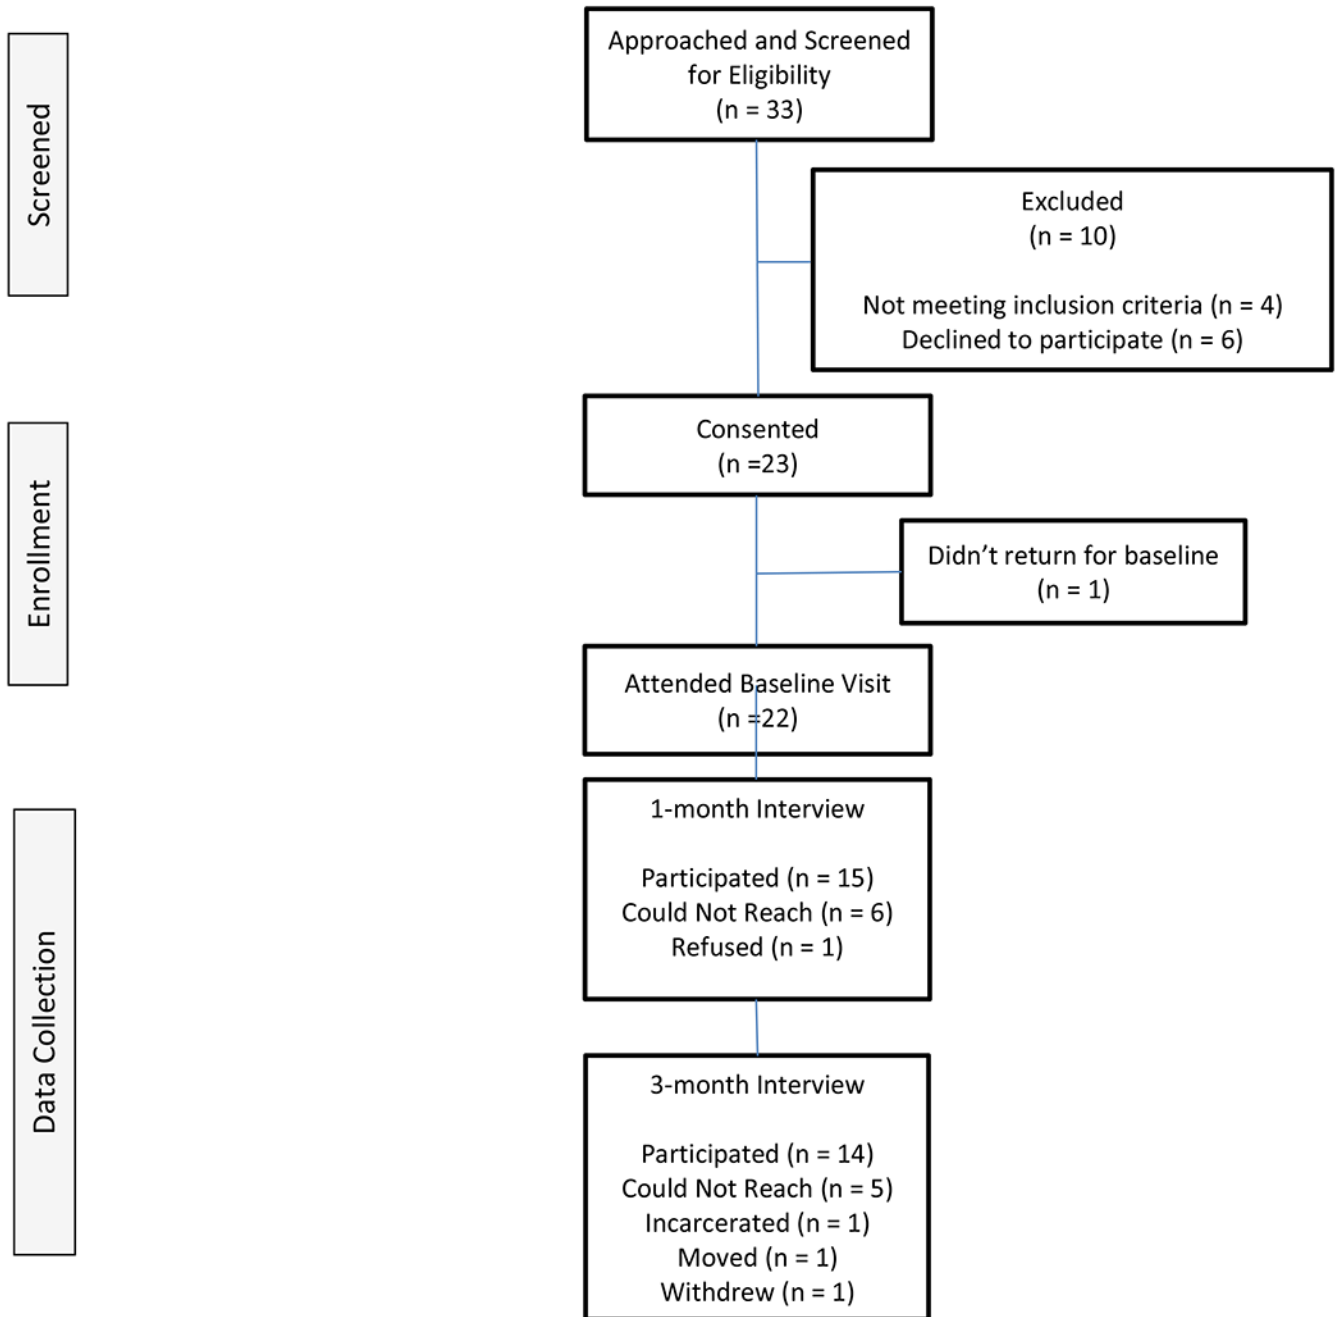 Screened
Approached and Screened
for Eligibility
(n = 33)
Excluded
(n = 10)
Not meeting inclusion criteria (n = 4)
Declined to participate (n = 6)
Enrollment
Consented
(n =23)
Didn’t return for baseline
(n = 1)
Attended Baseline Visit
(n =22)
Data Collection
1-month Interview
Participated (n = 15)
Could Not Reach (n = 6)
Refused (n = 1)
3-month Interview
Participated (n = 14)
Could Not Reach (n = 5)
Incarcerated (n = 1)
Moved (n = 1)
Withdrew (n = 1)